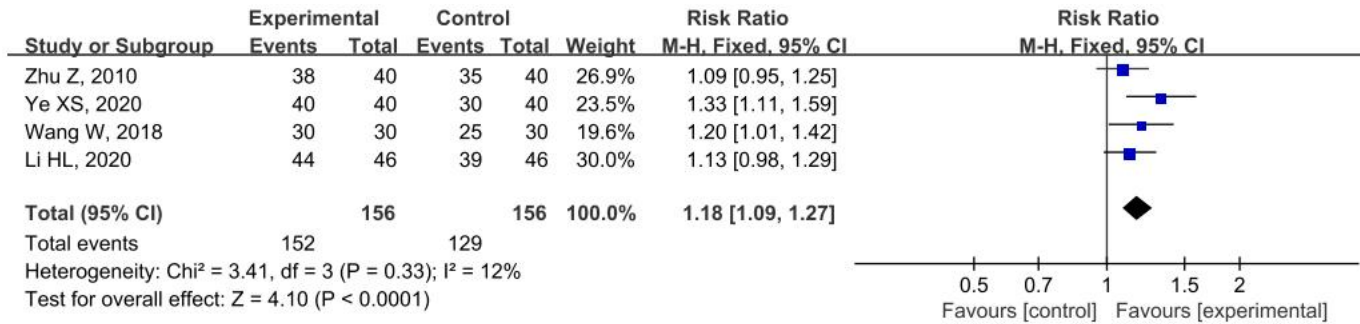 Experimental Control Risk Ratio Risk Ratio
Study or Subgroup Events Total Events Total Weight M-H, Fixed, 95% CI M-H, Fixed, 95% CI
Zhu Z, 2010 38 40 35 40 26.9% 1.09 [0.95, 1.25]
Ye XS, 2020 40 40 30 40 23.5% 1.33 [1.11, 1.59]
Wang W, 2018 30 30 25 30 19.6% 1.20 [1.01, 1.42]
Li HL, 2020 44 46 39 46 30.0% 1.13 [0.98, 1.29]
Total (95% CI) 156 156 100.0% 1.18 [1.09, 1.27]
Total events 152 129
Heterogeneity: Chi² = 3.41, df = 3 (P = 0.33); I² = 12%
Test for overall effect: Z = 4.10 (P < 0.0001)
0.5 0.7 1 1.5 2
Favours [control] Favours [experimental]